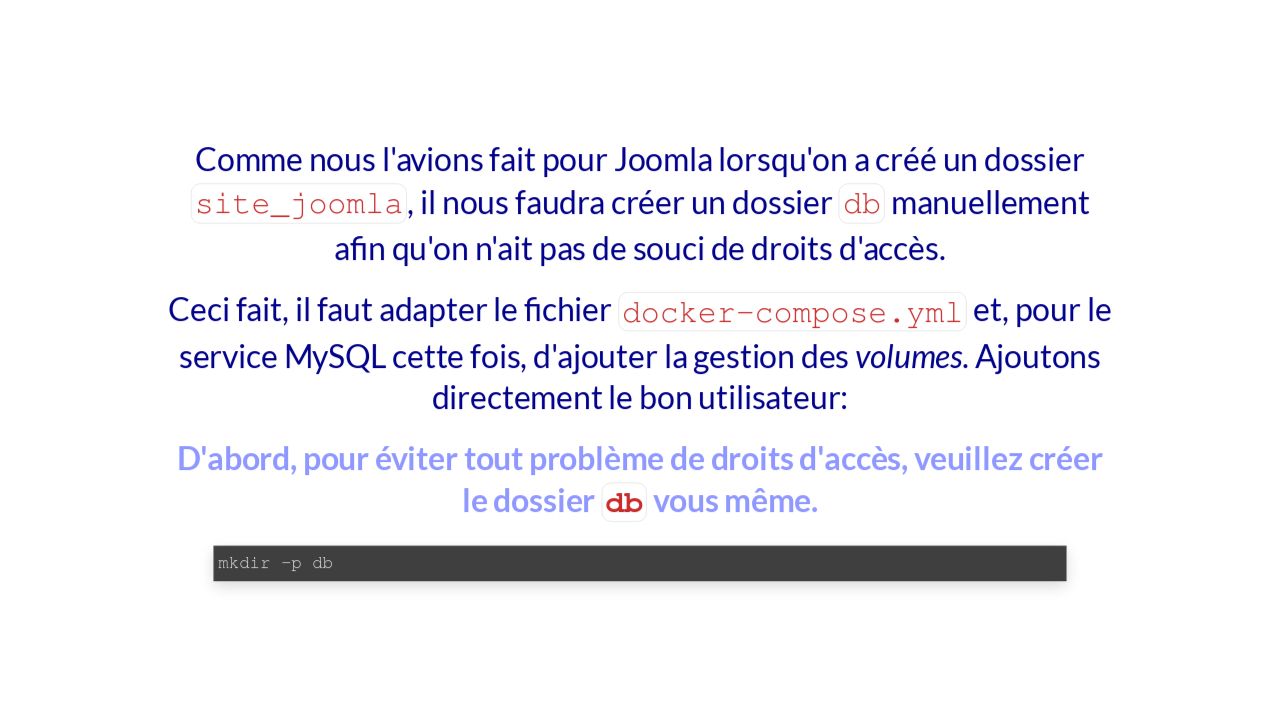 Comme nous l'avions fait pour Joomla lorsqu'on a créé un dossier
site_joomla, il nous faudra créer un dossier db manuellement
afin qu'on n'ait pas de souci de droits d'accès.
Ceci fait, il faut adapter le fichier docker-compose.yml et, pour le
service MySQL cette fois, d'ajouter la gestion des volumes. Ajoutons
directement le bon utilisateur:
D'abord, pour éviter tout problème de droits d'accès, veuillez créer
le dossier db vous même.
mkdir -p db